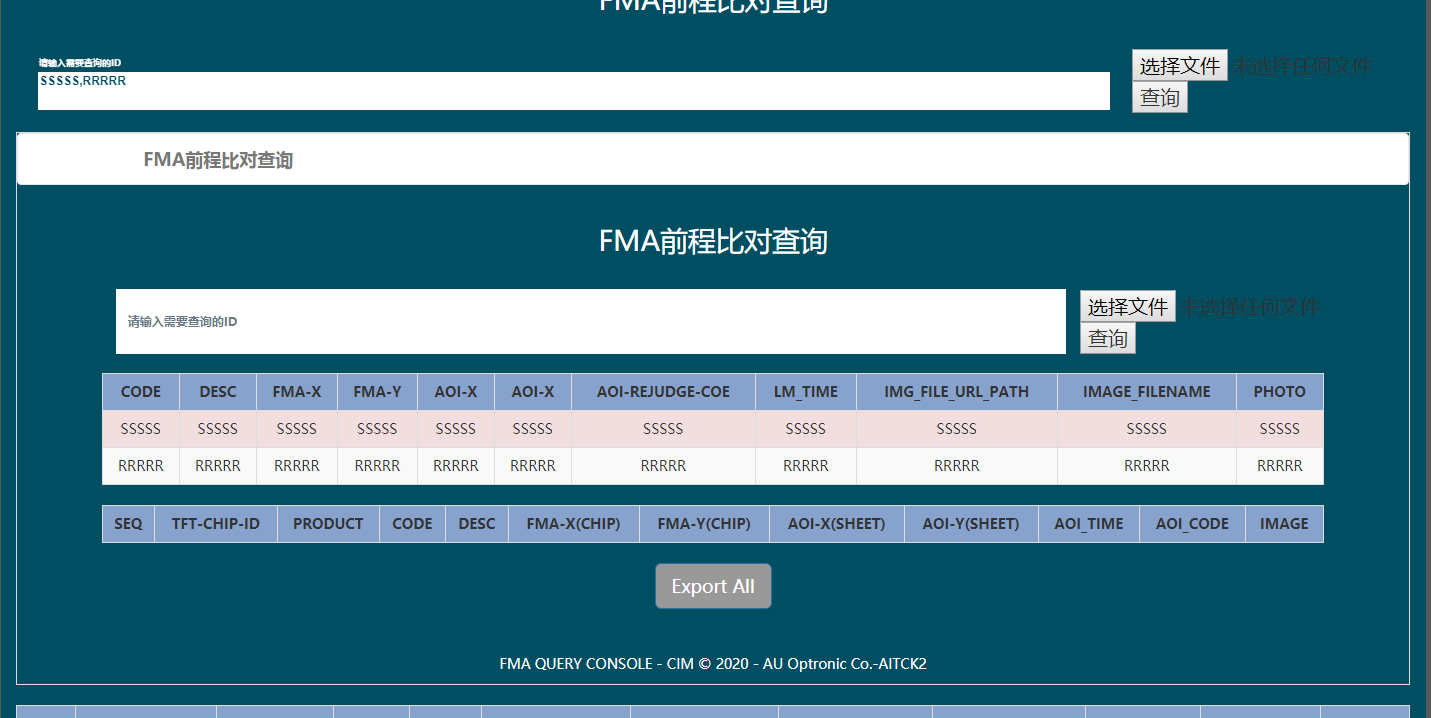 FMA前程比对查询
请输入需要查询的ID
SSSSS,RRRRR
选择文件 未选择任何文件
查询
FMA前程比对查询
FMA前程比对查询
请输入需要查询的ID
选择文件 未选择任何文件
查询
CODE DESC FMA-X FMA-Y AOI-X AOI-X AOI-REJUDGE-COE LM_TIME IMG_FILE_URL_PATH IMAGE_FILENAME PHOTO
SSSSS SSSSS SSSSS SSSSS SSSSS SSSSS SSSSS SSSSS SSSSS SSSSS SSSSS
RRRRR RRRRR RRRRR RRRRR RRRRR RRRRR RRRRR RRRRR RRRRR RRRRR RRRRR
SEQ TFT-CHIP-ID PRODUCT CODE DESC FMA-X(CHIP) FMA-Y(CHIP) AOI-X(SHEET) AOI-Y(SHEET) AOI_TIME AOI_CODE IMAGE
Export All
FMA QUERY CONSOLE - CIM © 2020 - AU Optronic Co.-AITCK2